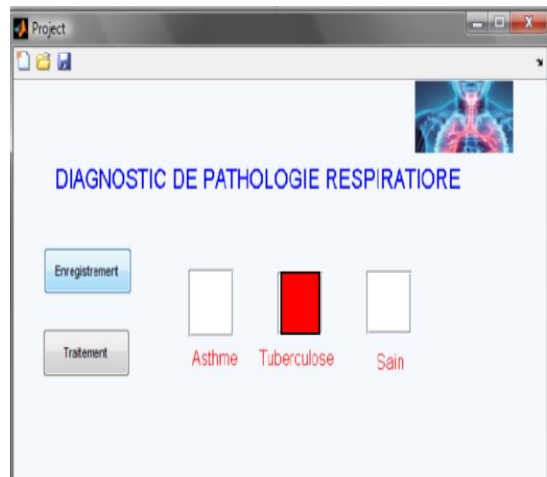 Project
DIAGNOSTIC DE PATHOLOGIE RESPIRATIORE
Enregistrement
Traitement
Asthme Tuberculose Sain